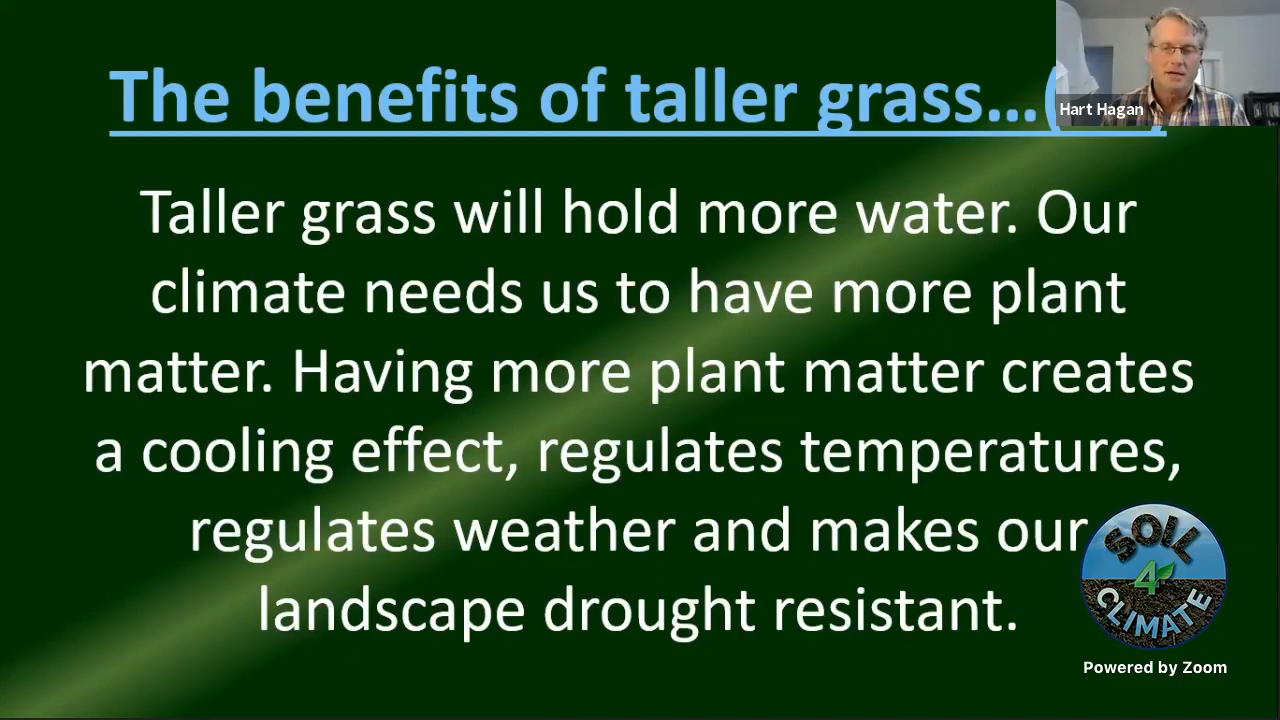 The benefits of taller grass...(
Hart Hagan
Taller grass will hold more water. Our
climate needs us to have more plant
matter. Having more plant matter creates
a cooling effect, regulates temperatures,
regulates weather and makes our
landscape drought resistant.
SOIL
4
CLIMATE
Powered by Zoom